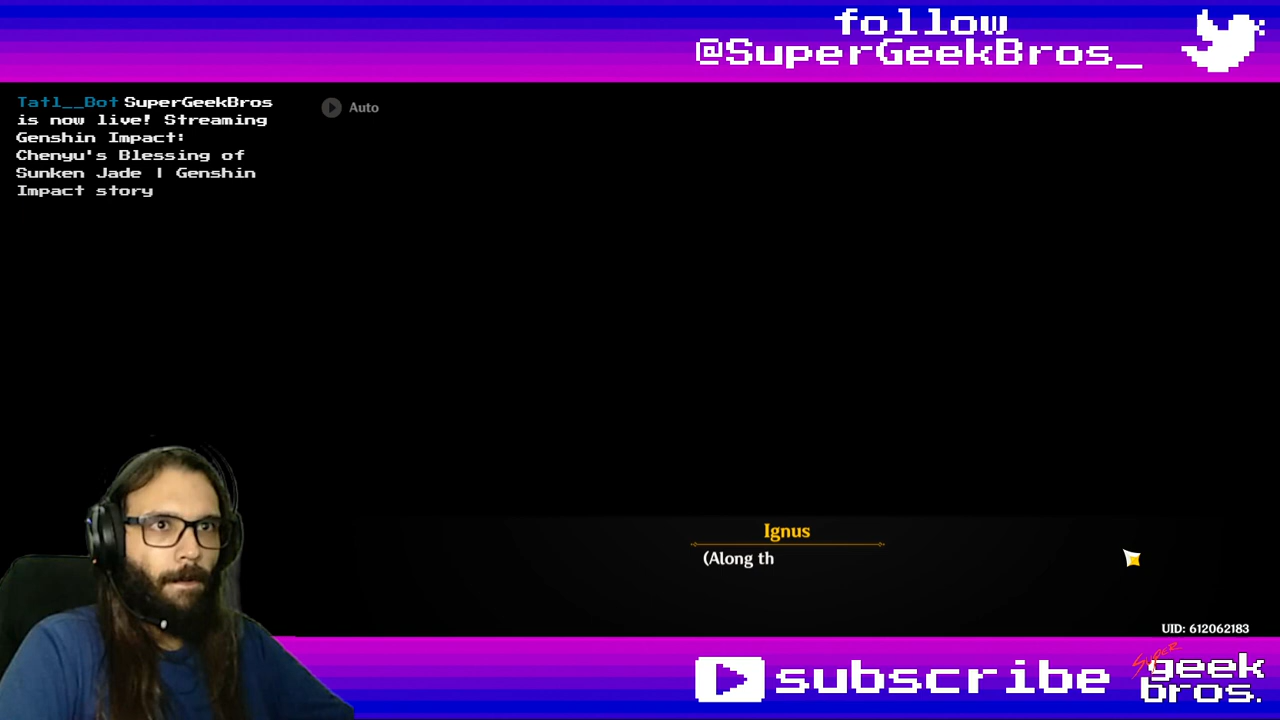 follow
@SuperGeekBros_
Tatl__Bot SuperGeekBros
is now live! Streaming
Genshin Impact:
Chenyu's Blessing of
Sunken Jade | Genshin
Impact story
Auto
Ignus
(Along th
UID: 612062183
subscribe
SUPER
geek
bros.